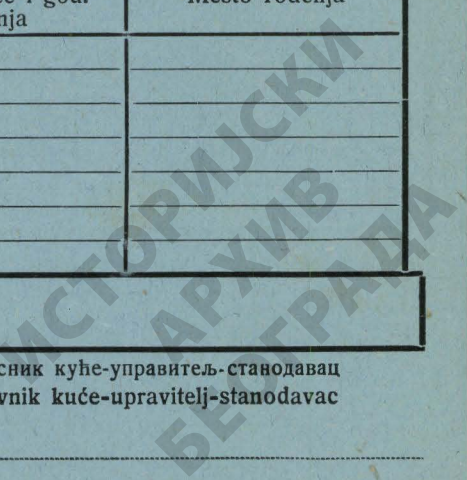 god.
Mesto rođenja
nja
сник куће-управитељ-станодавац
vnik kuće-upravitelj-stanodavac
ИСТОРИЈСКИ
АРХИВ
БЕОГРАДА